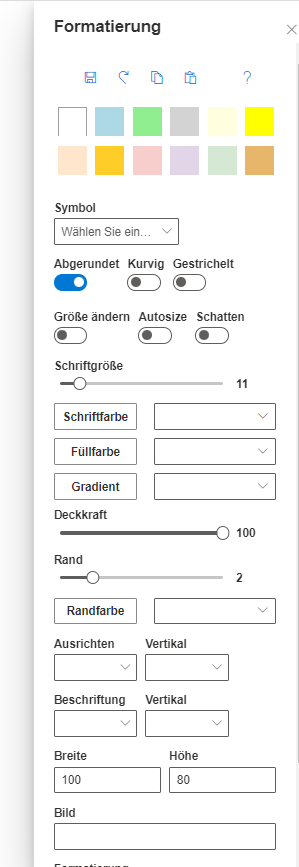 Formatierung
?
Symbol
Wählen Sie ein...
Abgerundet Kurvig Gestrichelt
Größe ändern Autosize Schatten
Schriftgröße
11
Schriftfarbe
Füllfarbe
Gradient
Deckkraft
100
Rand
2
Randfarbe
Ausrichten Vertikal
Beschriftung Vertikal
Breite Höhe
100 80
Bild
Formatierung